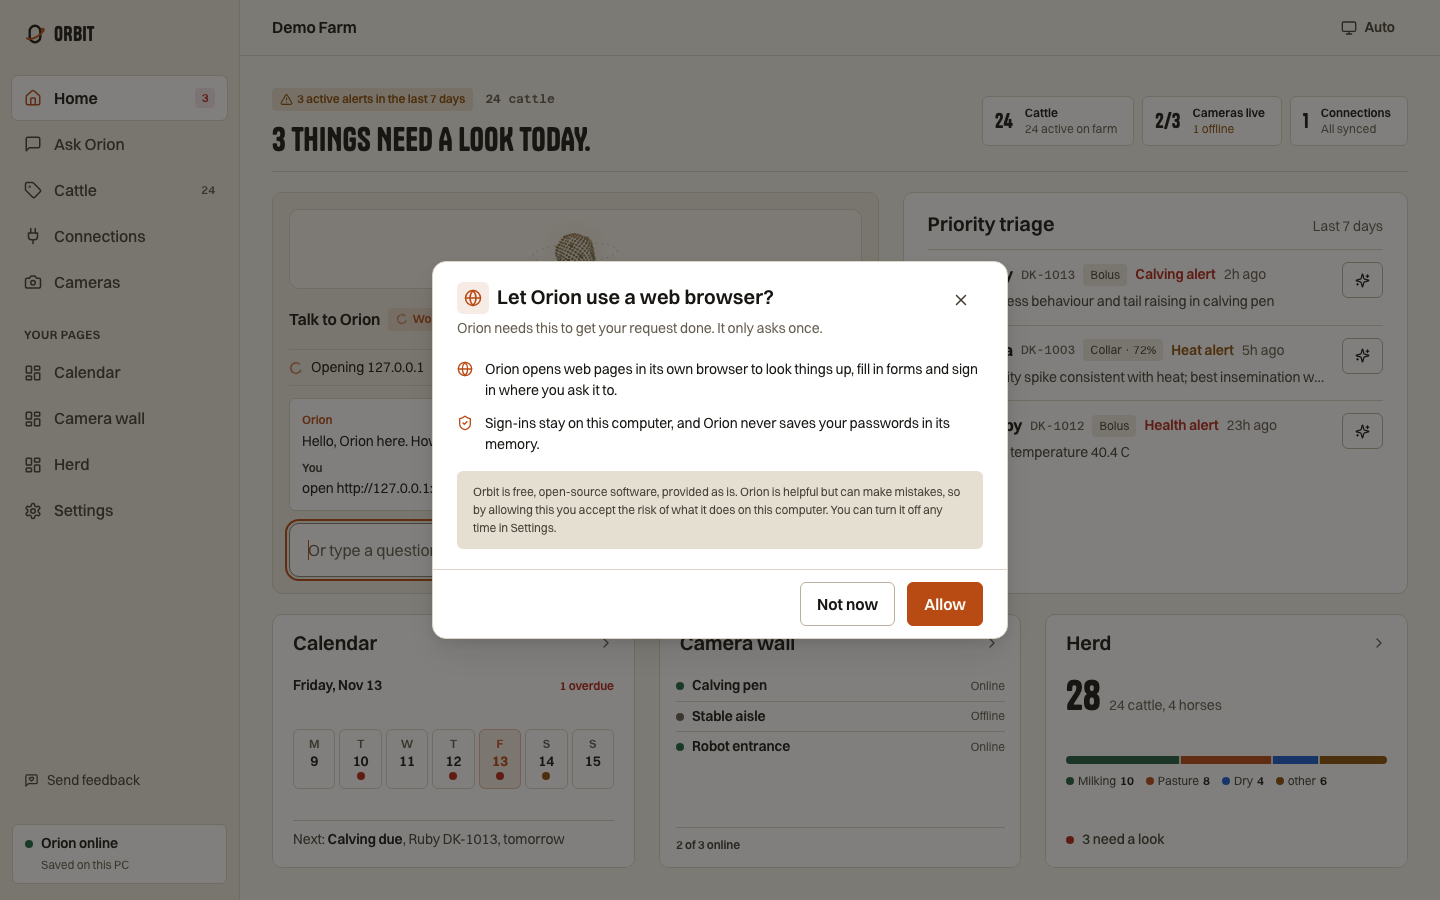 ORBIT
Home 3
Ask Orion
Cattle 24
Connections
Cameras
YOUR PAGES
Calendar
Camera wall
Herd
Settings
Send feedback
Orion online
Saved on this PC
Demo Farm
Auto
3 active alerts in the last 7 days 24 cattle
3 THINGS NEED A LOOK TODAY.
24 Cattle
24 active on farm
2/3 Cameras live
1 offline
1 Connections
All synced
Talk to Orion
Opening 127.0.0.1
Orion
Hello, Orion here.
You
open http://127.0.0.1:
Or type a question
Priority triage Last 7 days
DK-1013 Bolus Calving alert 2h ago
behaviour and tail raising in calving pen
DK-1003 Collar · 72% Heat alert 5h ago
spike consistent with heat; best insemination w...
DK-1012 Bolus Health alert 23h ago
temperature 40.4 C
Let Orion use a web browser?
Orion needs this to get your request done. It only asks once.
Orion opens web pages in its own browser to look things up, fill in forms and sign
in where you ask it to.
Sign-ins stay on this computer, and Orion never saves your passwords in its
memory.
Orbit is free, open-source software, provided as is. Orion is helpful but can make mistakes, so
by allowing this you accept the risk of what it does on this computer. You can turn it off any
time in Settings.
Not now
Allow
Calendar
Friday, Nov 13 1 overdue
M T W T F S S
9 10 11 12 13 14 15
Next: Calving due, Ruby DK-1013, tomorrow
Camera wall
Calving pen Online
Stable aisle Offline
Robot entrance Online
2 of 3 online
Herd
28 24 cattle, 4 horses
Milking 10 Pasture 8 Dry 4 other 6
3 need a look